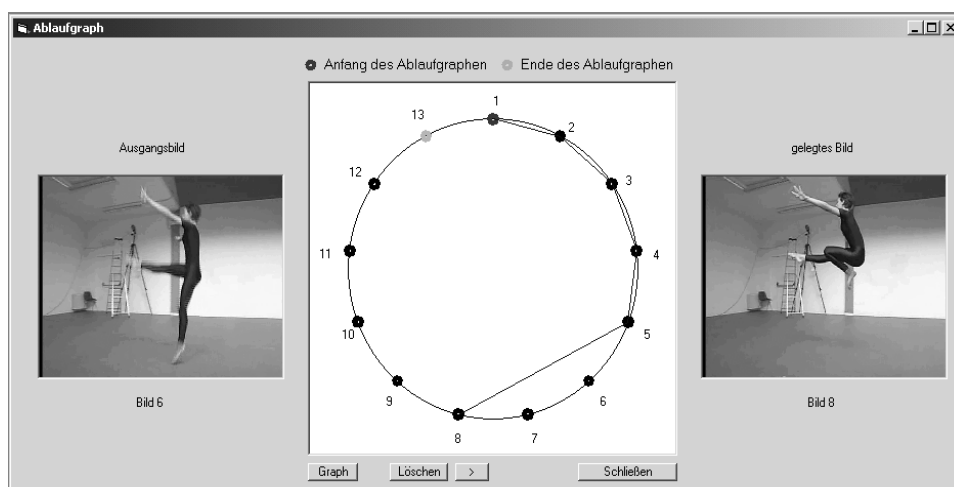 Ablaufgraph
Anfang des Ablaufgraphen Ende des Ablaufgraphen
1
13
2
Ausgangsbild
gelegtes Bild
12
3
11
4
10
5
9
6
Bild 6
Bild 8
8
7
Graph Löschen > Schließen